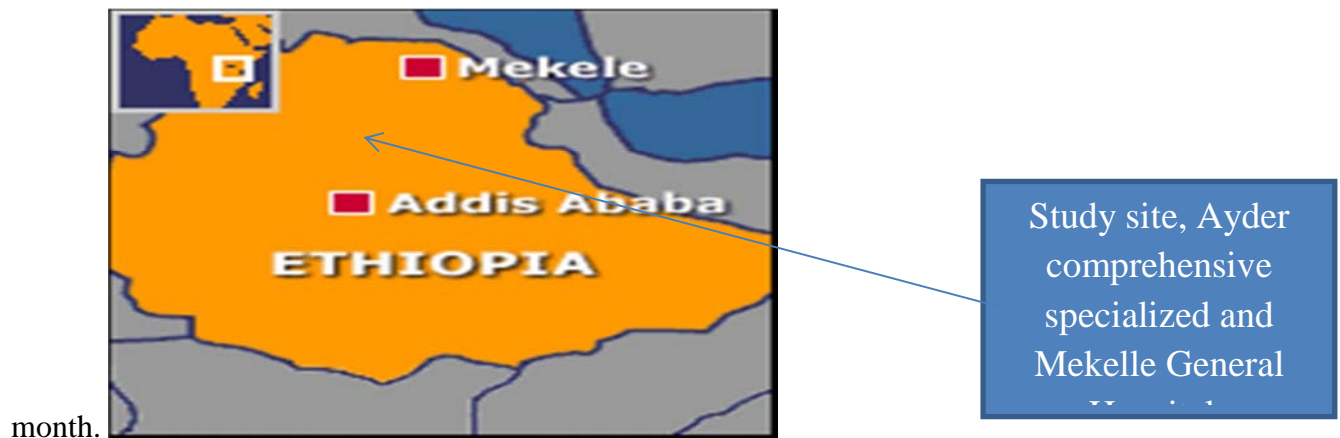 Mekele
Addis Ababa
ETHIOPIA
Study site, Ayder
comprehensive
specialized and
Mekelle General
month.